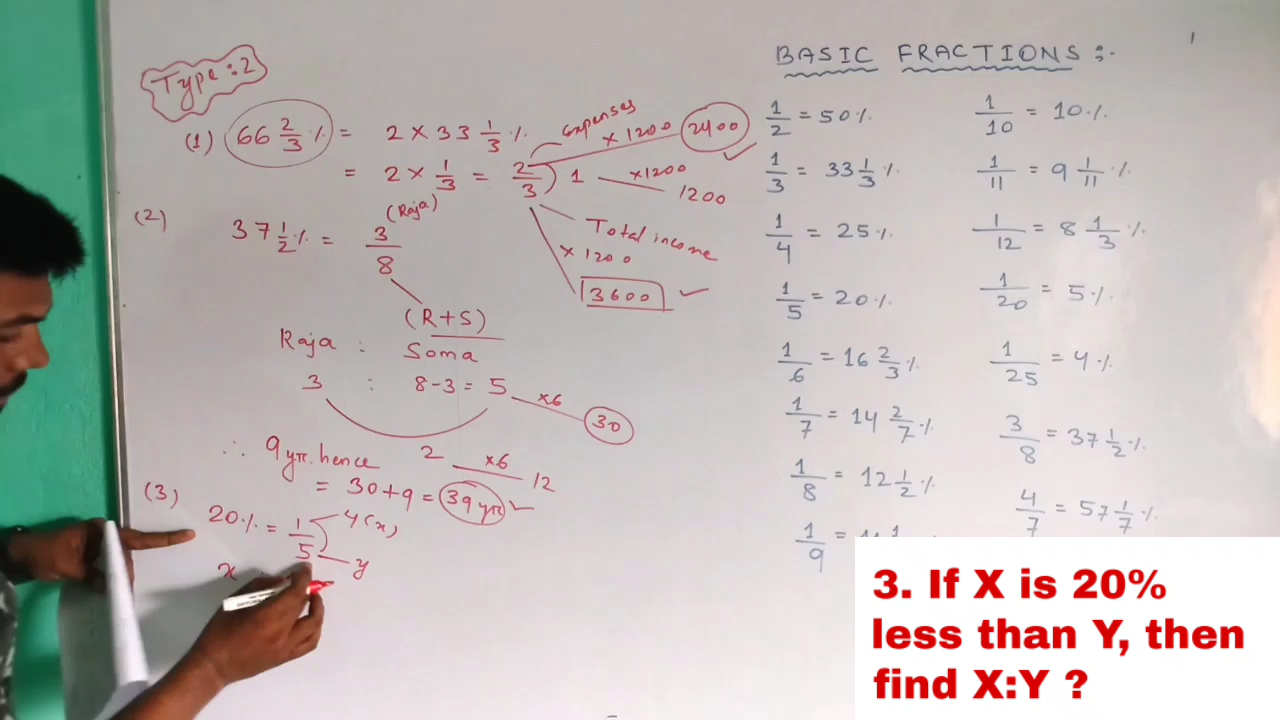 Type:2
(1) 66 2/3 % = 2 × 33 1/3 %
= 2 × 1/3 = 2/3 ) 1
expenses
× 1200 2400
×1200 1200
Total income
× 1200
3600
(2) 37 1/2 % = 3/8
(Raja)
(R+S)
Raja : Soma
3 : 8-3 = 5 ×6 30
2 ×6 12
∴ 9 yr. hence
= 30+9 = 39 yr
(3) 20% = 1/5
4(x)
y
x :
BASIC FRACTIONS :-
1/2 = 50%
1/3 = 33 1/3 %
1/4 = 25%
1/5 = 20%
1/6 = 16 2/3 %
1/7 = 14 2/7 %
1/8 = 12 1/2 %
1/9 =
1/10 = 10%
1/11 = 9 1/11 %
1/12 = 8 1/3 %
1/20 = 5%
1/25 = 4%
3/8 = 37 1/2 %
4/7 = 57 1/7 %
3. If X is 20%
less than Y, then
find X:Y ?